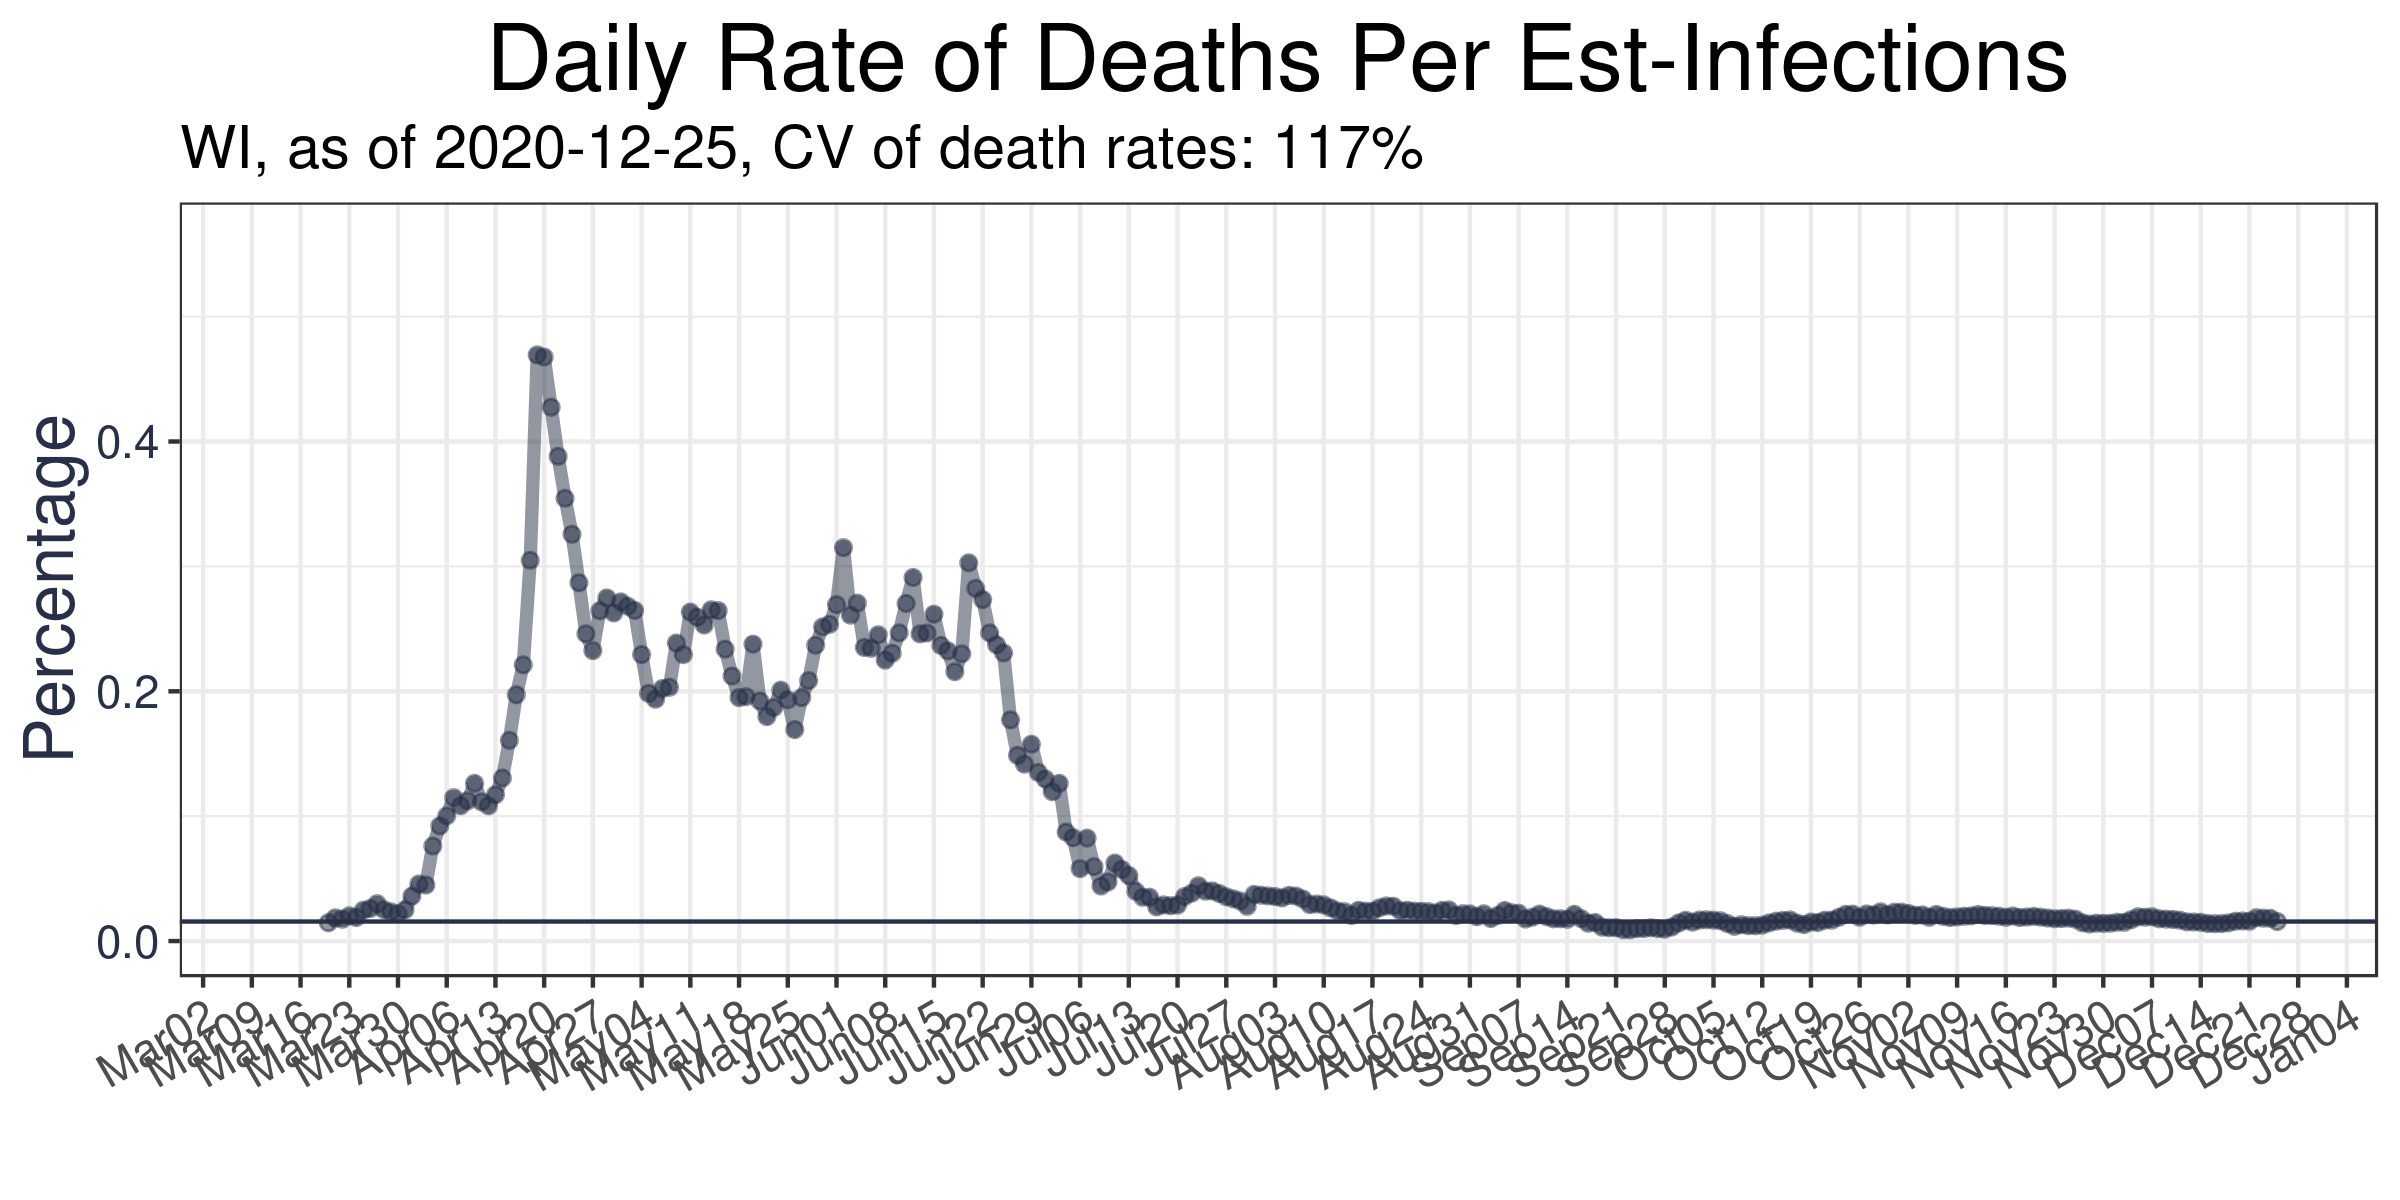 Daily Rate of Deaths Per Est-Infections
WI, as of 2020-12-25, CV of death rates: 117%
Percentage
0.4
0.2
0.0
Mar02
Mar09
Mar16
Mar23
Mar30
Apr06
Apr13
Apr20
Apr27
May04
May11
May18
May25
Jun01
Jun08
Jun15
Jun22
Jun29
Jul06
Jul13
Jul20
Jul27
Aug03
Aug10
Aug17
Aug24
Aug31
Sep07
Sep14
Sep21
Sep28
Oct05
Oct12
Oct19
Oct26
Nov02
Nov09
Nov16
Nov23
Nov30
Dec07
Dec14
Dec21
Dec28
Jan04